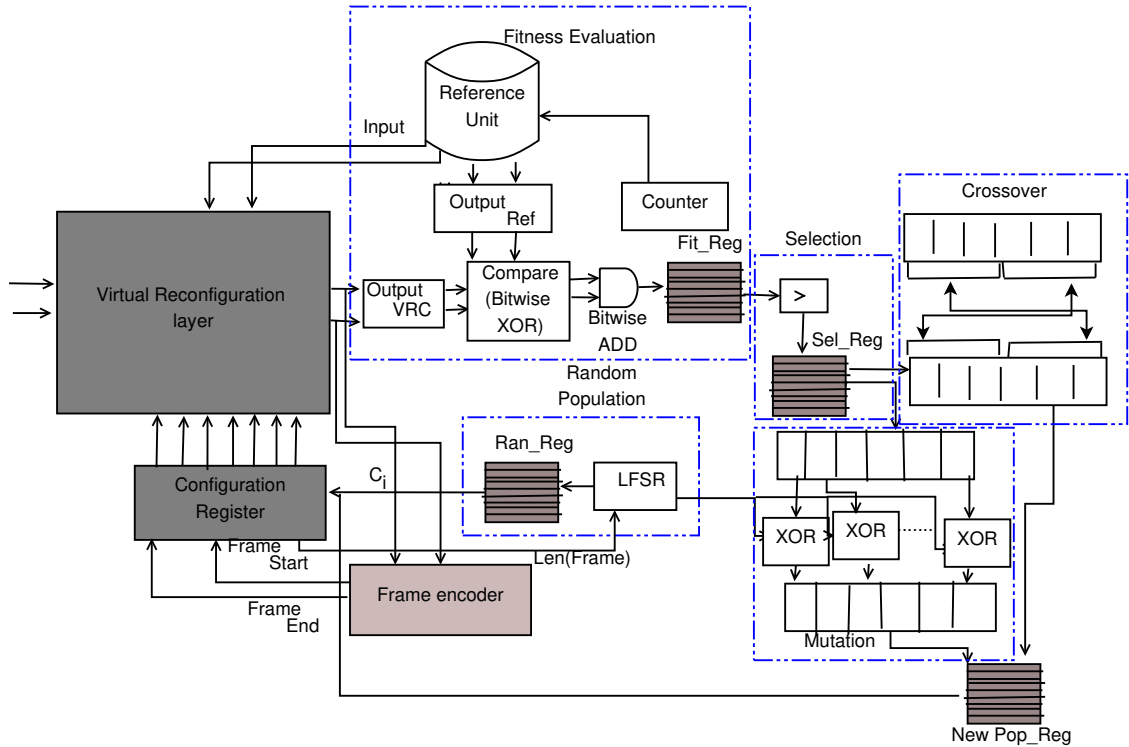 Fitness Evaluation
Reference
Unit
Input
Crossover
Output
Ref
Counter
Fit_Reg
Selection
Virtual Reconfiguration
layer
Output
VRC
Compare
(Bitwise
XOR)
Bitwise
ADD
>
Sel_Reg
Random
Population
Ran_Reg
LFSR
C
i
Configuration
Register
XOR
XOR
XOR
Frame
Start
Len(Frame)
Frame encoder
Frame
End
Mutation
New Pop_Reg